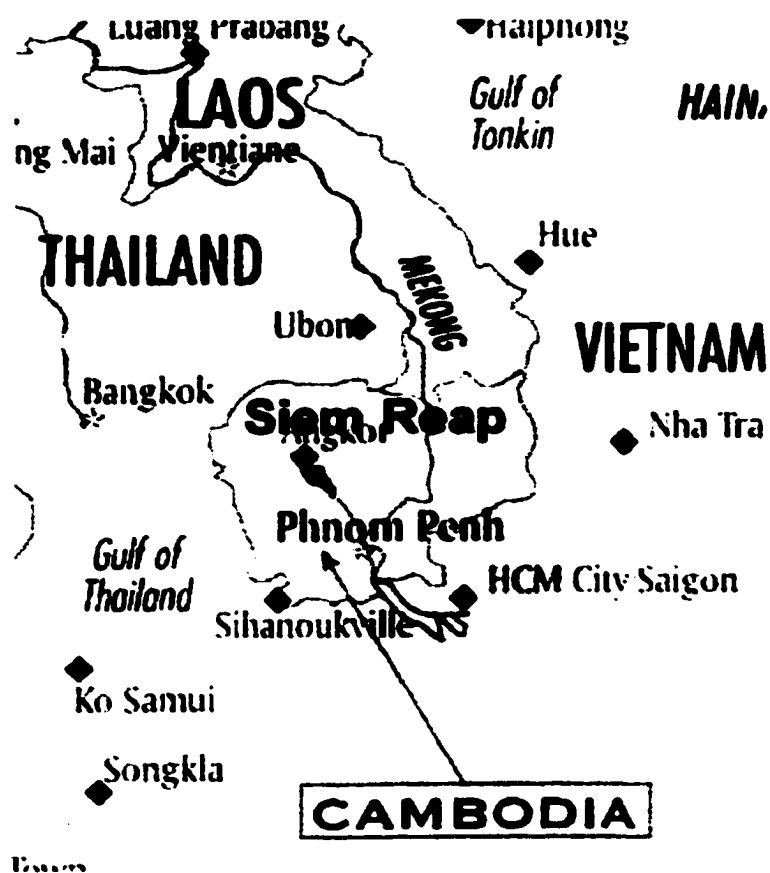 Luang Prabang
Haiphong
LAOS
Gulf of
Tonkin
HAIN
ng Mai
Vientiane
Hue
THAILAND
MEKONG
Ubon
VIETNAM
Bangkok
Siem Reap
Angkor
Nha Tra
Phnom Penh
Gulf of
Thailand
HCM City Saigon
Sihanoukville
Ko Samui
Songkla
CAMBODIA
Town